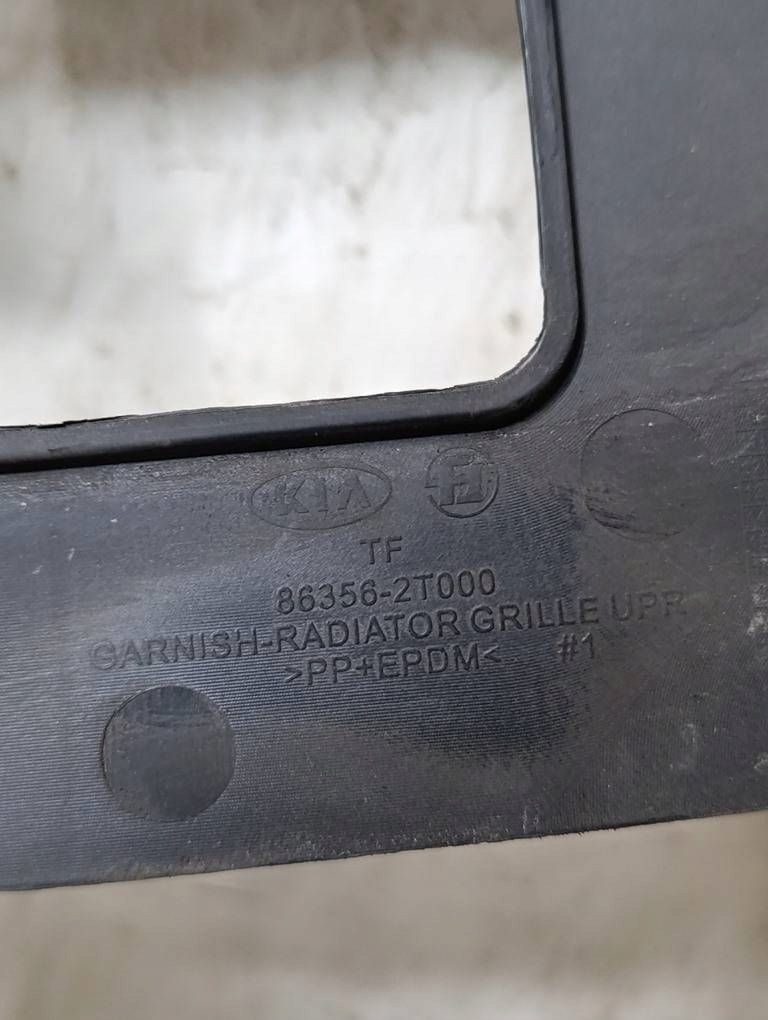 KIA
TF
86356-2T000
GARNISH-RADIATOR GRILLE UPR
>PP+EPDM< #1